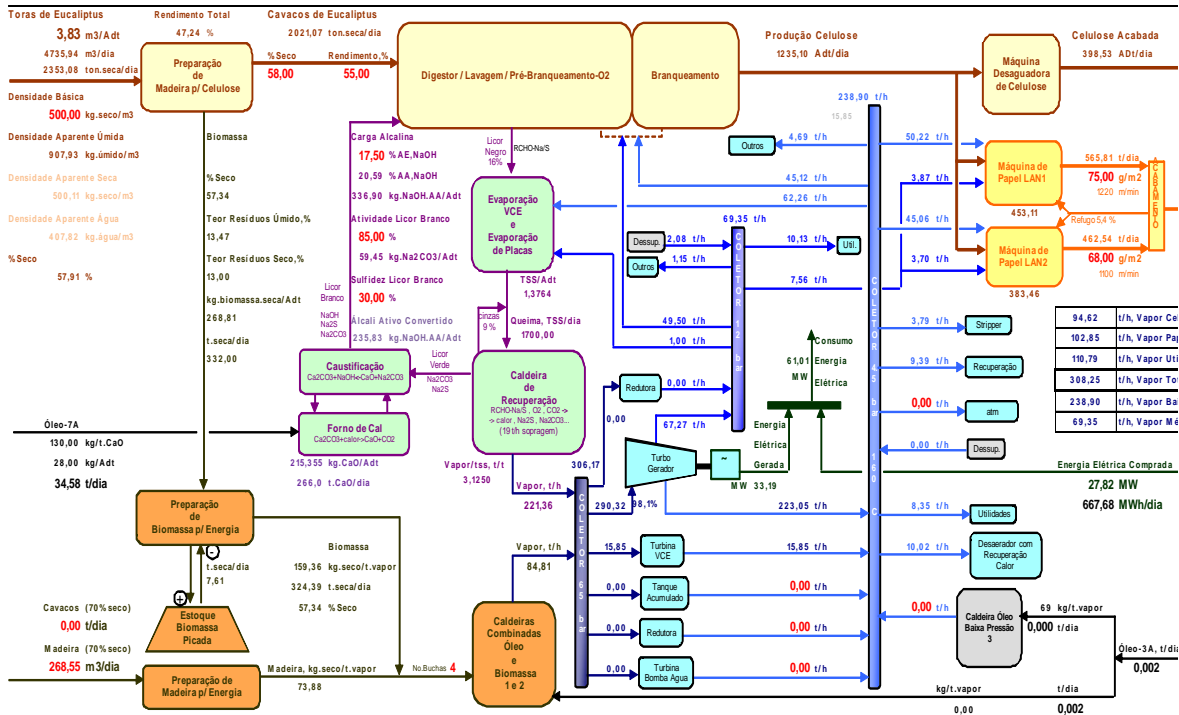 Toras de Eucaliptus
3,83 m3/Adt
4735,94 m3/dia
2353,08 ton.seca/dia
Densidade Básica
500,00 kg.seco/m3
Densidade Aparente Úmida
907,93 kg.úmido/m3
Densidade Aparente Seca
500,11 kg.seco/m3
Densidade Aparente Água
407,82 kg.água/m3
%Seco
57,91 %
Rendimento Total
47,24 %
Preparação
de
Madeira p/ Celulose
Cavacos de Eucaliptus
2021,07 ton.seca/dia
%Seco Rendimento,%
58,00 55,00
Digestor / Lavagem / Pré-Branqueamento-O2
Branqueamento
Produção Celulose
1235,10 Adt/dia
Máquina
Desaguadora
de Celulose
Celulose Acabada
398,53 ADt/dia
Biomassa
%Seco
57,34
Teor Resíduos Úmido,%
13,47
Teor Resíduos Seco,%
13,00
kg.biomassa.seca/Adt
268,81
t.seca/dia
332,00
Carga Alcalina
17,50 %AE,NaOH
20,59 %AA,NaOH
336,90 kg.NaOH.AA/Adt
Atividade Licor Branco
85,00 %
59,45 kg.Na2CO3/Adt
Sulfidez Licor Branco
30,00 %
Álcali Ativo Convertido
235,83 kg.NaOH.AA/Adt
Licor
Branco
NaOH
Na2S
Na2CO3
Licor
Negro
16%
RCHO-Na/S
Evaporação
VCE
e
Evaporação
de Placas
TSS/Adt
1,3764
cinzas
9 %
Queima, TSS/dia
1700,00
Licor
Verde
Na2CO3
Na2S
Caustificação
Ca2CO3+NaOH<-CaO+Na2CO3
Forno de Cal
Ca2CO3+calor->CaO+CO2
215,355 kg.CaO/Adt
266,0 t.CaO/dia
Caldeira
de
Recuperação
RCHO-Na/S , O2 , CO2 ->
-> calor , Na2S , Na2CO3...
(19 t/h sopragem)
Vapor/tss, t/t
3,1250
Vapor, t/h
221,36
Óleo-7A
130,00 kg/t.CaO
28,00 kg/Adt
34,58 t/dia
Preparação
de
Biomassa p/ Energia
-
t.seca/dia
7,61
+
Estoque
Biomassa
Picada
Biomassa
159,36 kg.seco/t.vapor
324,39 t.seca/dia
57,34 %Seco
Cavacos (70%seco)
0,00 t/dia
Madeira (70%seco)
268,55 m3/dia
Preparação de
Madeira p/ Energia
Madeira, kg.seco/t.vapor
73,88
No.Buchas 4
Caldeiras
Combinadas
Óleo
e
Biomassa
1 e 2
Vapor, t/h
84,81
COLETOR 65 bar
306,17
0,00
290,32
98,1%
15,85
0,00
0,00
0,00
Redutora
0,00 t/h
67,27 t/h
Turbo
Gerador
~
MW 33,19
Energia
Elétrica
Gerada
Consumo
Energia
Elétrica
61,01
MW
223,05 t/h
Turbina
VCE
15,85 t/h
Tanque
Acumulado
0,00 t/h
Redutora
0,00 t/h
Turbina
Bomba Agua
0,00 t/h
69,35 t/h
COLETOR 12 bar
Dessup.
2,08 t/h
Outros
1,15 t/h
49,50 t/h
1,00 t/h
10,13 t/h
Util.
7,56 t/h
238,90 t/h
15,85
COLETOR 4,5 bar 160 C
4,69 t/h
Outros
45,12 t/h
62,26 t/h
50,22 t/h
3,87 t/h
45,06 t/h
3,70 t/h
Máquina de
Papel LAN1
453,11
Máquina de
Papel LAN2
383,46
565,81 t/dia
75,00 g/m2
1220 m/min
Refugo 5,4 %
462,54 t/dia
68,00 g/m2
1100 m/min
ACABAMENTO
3,79 t/h
Stripper
9,39 t/h
Recuperação
0,00 t/h
atm
0,00 t/h
Dessup.
8,35 t/h
Utilidades
10,02 t/h
Desaerador com
Recuperação
Calor
0,00 t/h
Caldeira Óleo
Baixa Pressão
3
94,62 t/h, Vapor Cel
102,85 t/h, Vapor Pap
110,79 t/h, Vapor Uti
308,25 t/h, Vapor Tot
238,90 t/h, Vapor Bai
69,35 t/h, Vapor Mé
Energia Elétrica Comprada
27,82 MW
667,68 MWh/dia
69 kg/t.vapor
0,000 t/dia
Óleo-3A, t/dia
0,002
kg/t.vapor t/dia
0,00 0,002